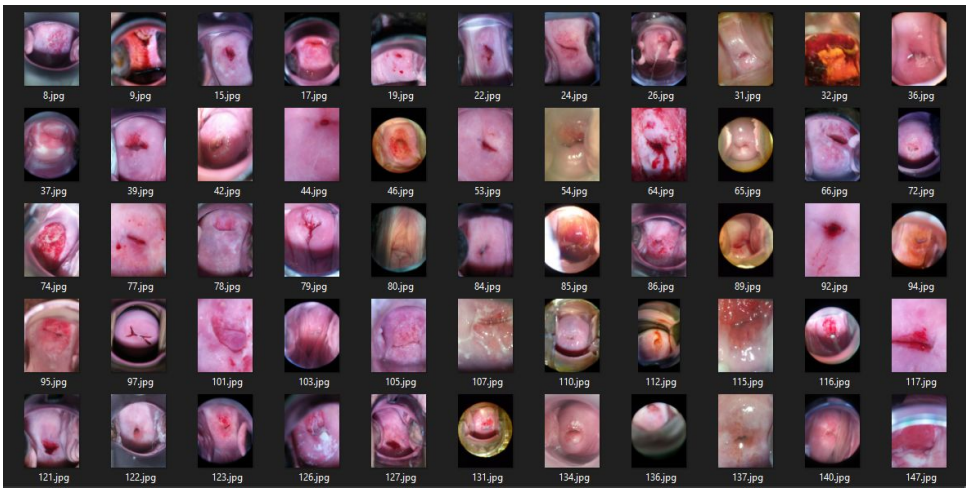 8.jpg 9.jpg 15.jpg 17.jpg 19.jpg 22.jpg 24.jpg 26.jpg 31.jpg 32.jpg 36.jpg
37.jpg 39.jpg 42.jpg 44.jpg 46.jpg 53.jpg 54.jpg 64.jpg 65.jpg 66.jpg 72.jpg
74.jpg 77.jpg 78.jpg 79.jpg 80.jpg 84.jpg 85.jpg 86.jpg 89.jpg 92.jpg 94.jpg
95.jpg 97.jpg 101.jpg 103.jpg 105.jpg 107.jpg 110.jpg 112.jpg 115.jpg 116.jpg 117.jpg
121.jpg 122.jpg 123.jpg 126.jpg 127.jpg 131.jpg 134.jpg 136.jpg 137.jpg 140.jpg 147.jpg